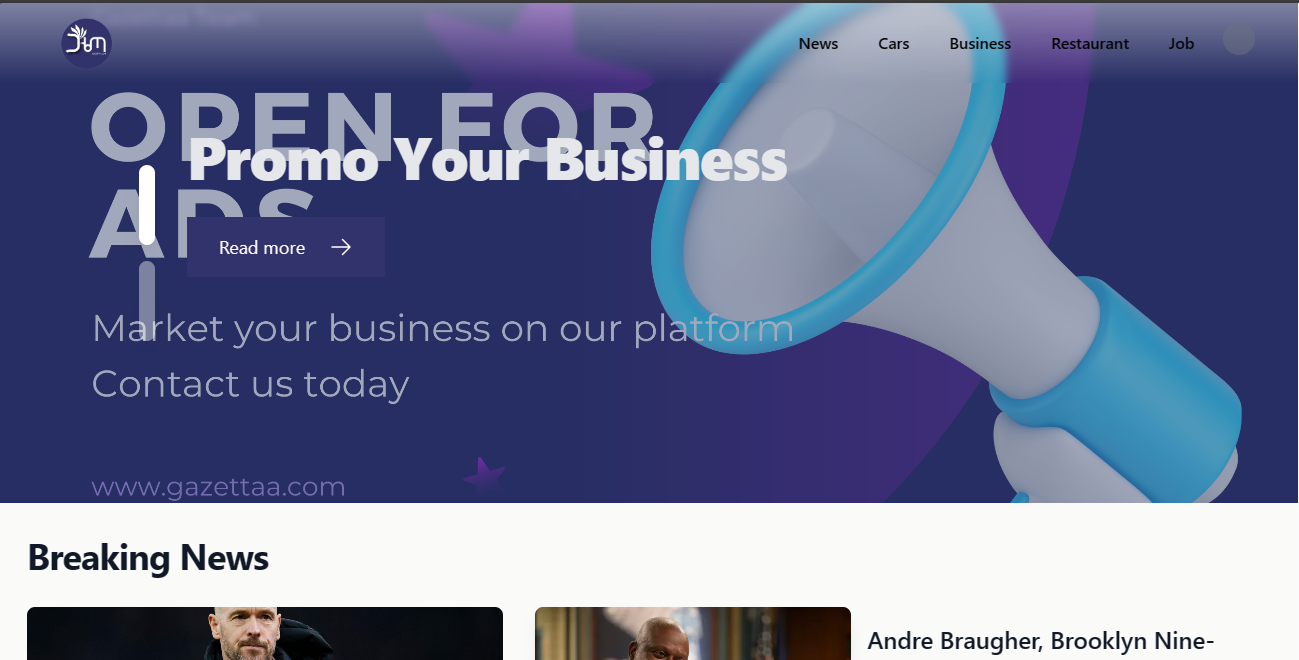 News Cars Business Restaurant Job
OPEN FOR
Promo Your Business
ADS
Read more
Market your business on our platform
Contact us today
www.gazettaa.com
Breaking News
Andre Braugher, Brooklyn Nine-